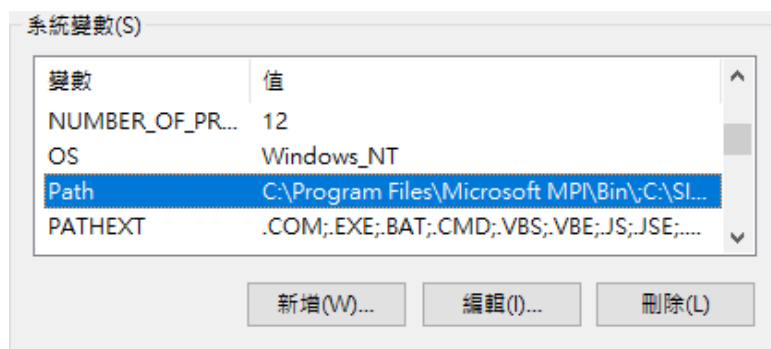 系統變數(S)
變數 值
NUMBER_OF_PR... 12
OS Windows_NT
Path C:\Program Files\Microsoft MPI\Bin\;C:\SI...
PATHEXT .COM;.EXE;.BAT;.CMD;.VBS;.VBE;.JS;.JSE;....
新增(W)... 編輯(I)... 刪除(L)